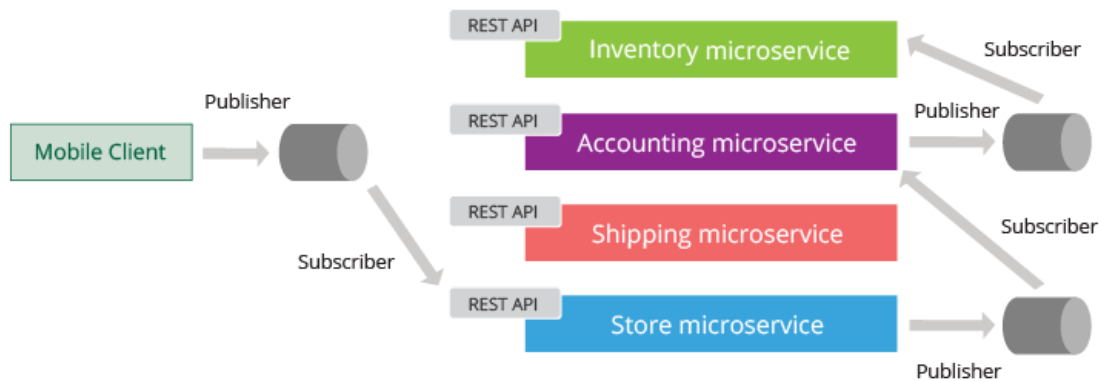 REST API
Inventory microservice
Subscriber
Publisher
Mobile Client
REST API
Accounting microservice
Publisher
REST API
Shipping microservice
Subscriber
Subscriber
REST API
Store microservice
Publisher